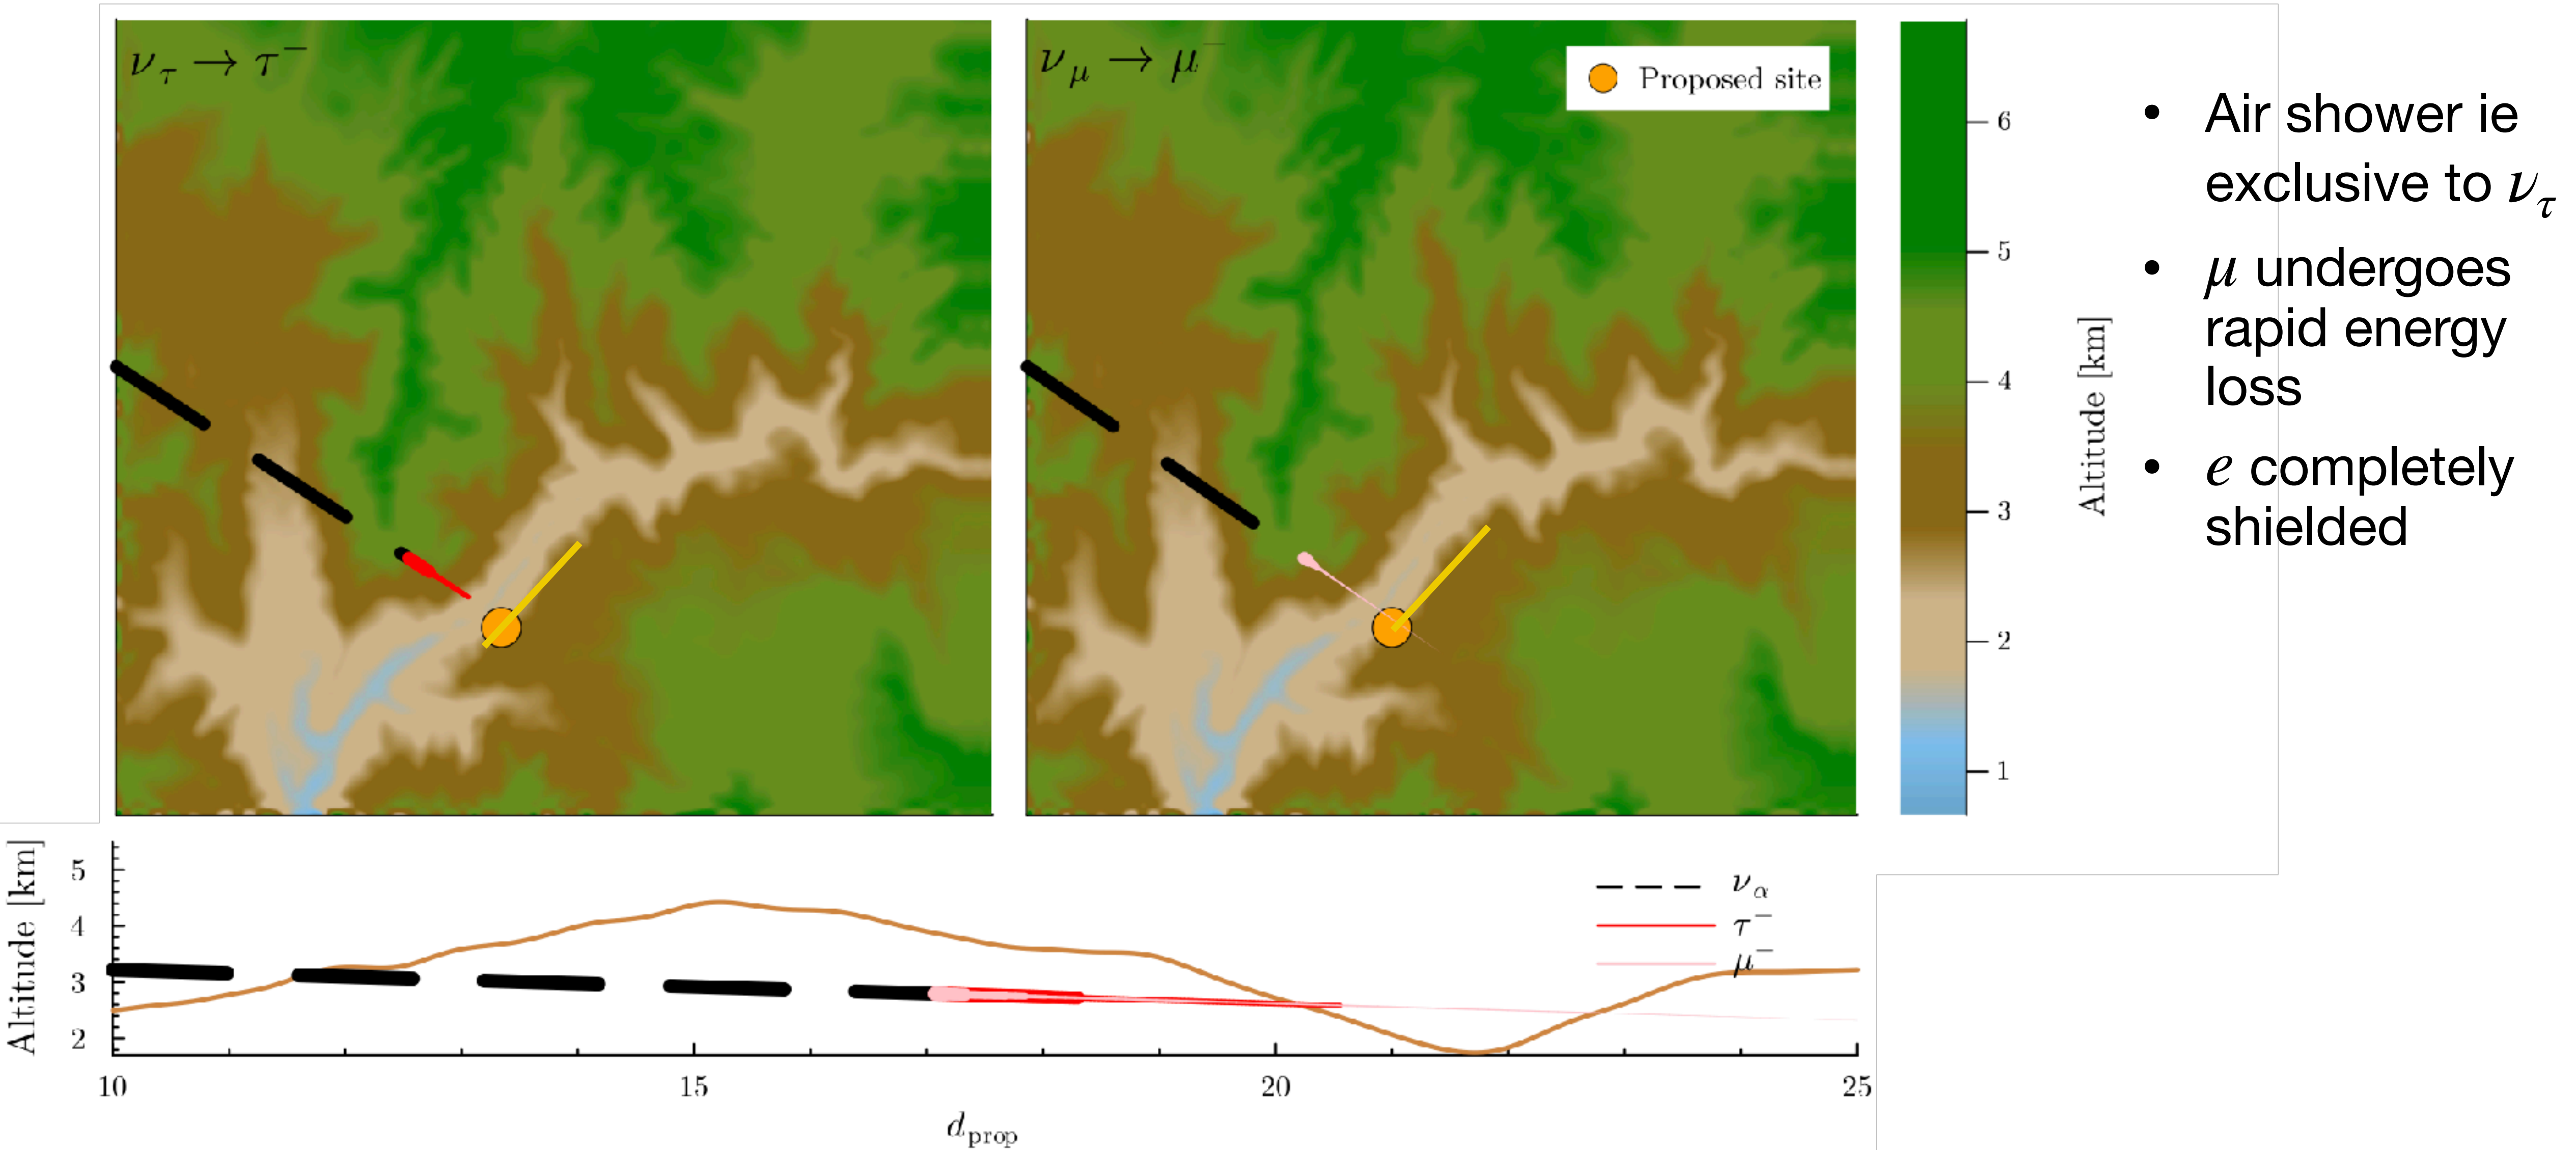 ν_τ → τ⁻
ν_μ → μ⁻
Proposed site
6
5
4
3
2
1
Altitude [km]
• Air shower ie
exclusive to ν_τ
• μ undergoes
rapid energy
loss
• e completely
shielded
Altitude [km]
5
4
3
2
ν_α
τ⁻
μ⁻
10 15 20 25
d_prop